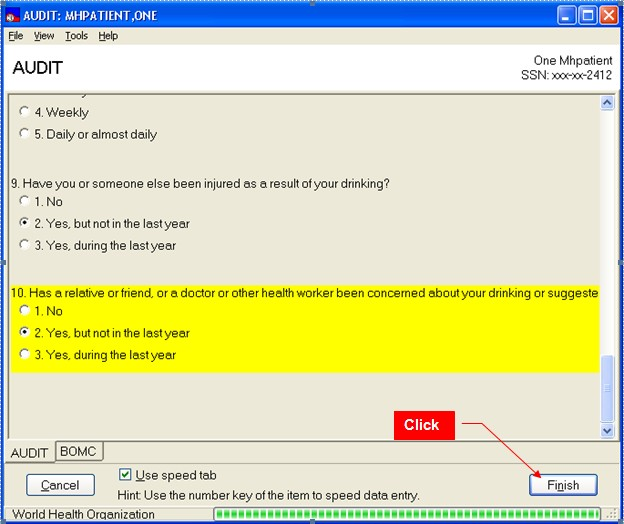 AUDIT: MHPATIENT,ONE
File View Tools Help
AUDIT
One Mhpatient
SSN: xxx-xx-2412
4. Weekly
5. Daily or almost daily
9. Have you or someone else been injured as a result of your drinking?
1. No
2. Yes, but not in the last year
3. Yes, during the last year
10. Has a relative or friend, or a doctor or other health worker been concerned about your drinking or suggeste
1. No
2. Yes, but not in the last year
3. Yes, during the last year
Click
AUDIT BOMC
Cancel
Use speed tab
Finish
Hint: Use the number key of the item to speed data entry.
World Health Organization